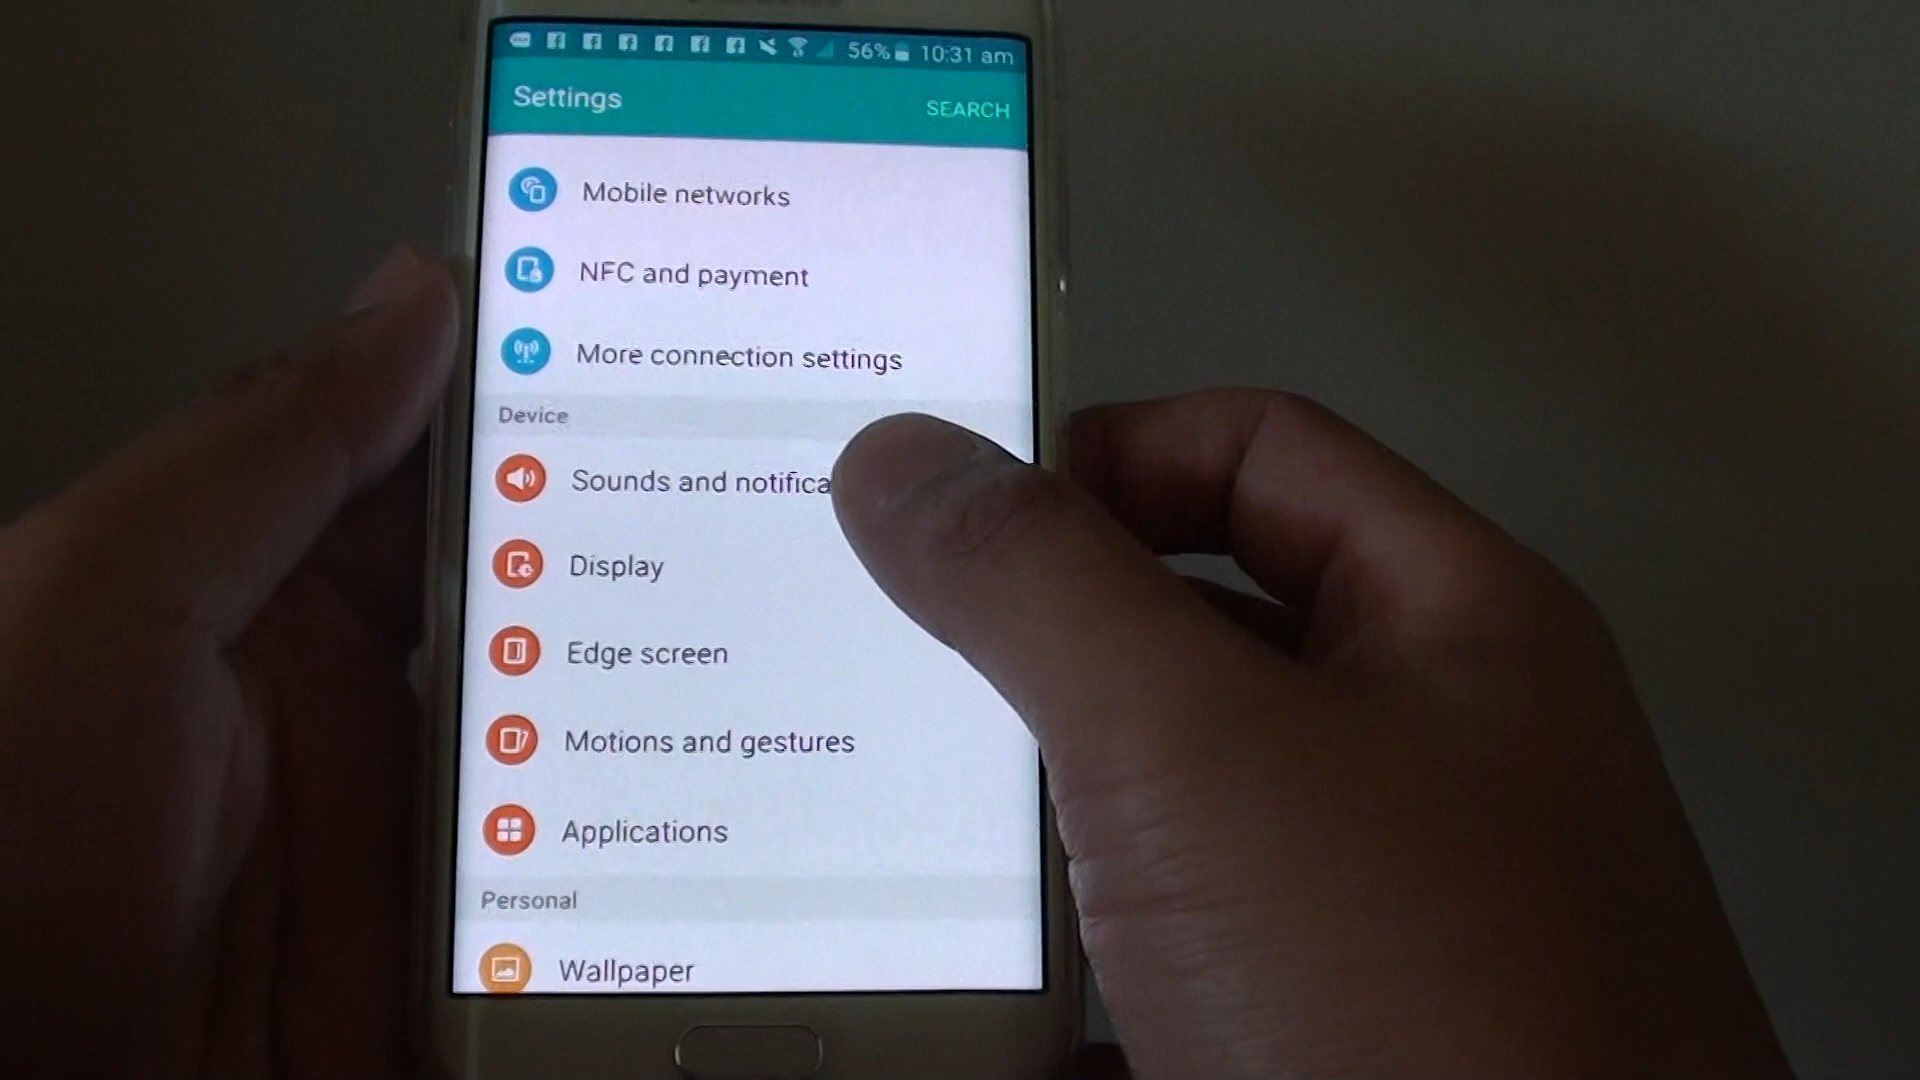 56% 10:31 am
Settings
SEARCH
Mobile networks
NFC and payment
More connection settings
Device
Sounds and notifica
Display
Edge screen
Motions and gestures
Applications
Personal
Wallpaper